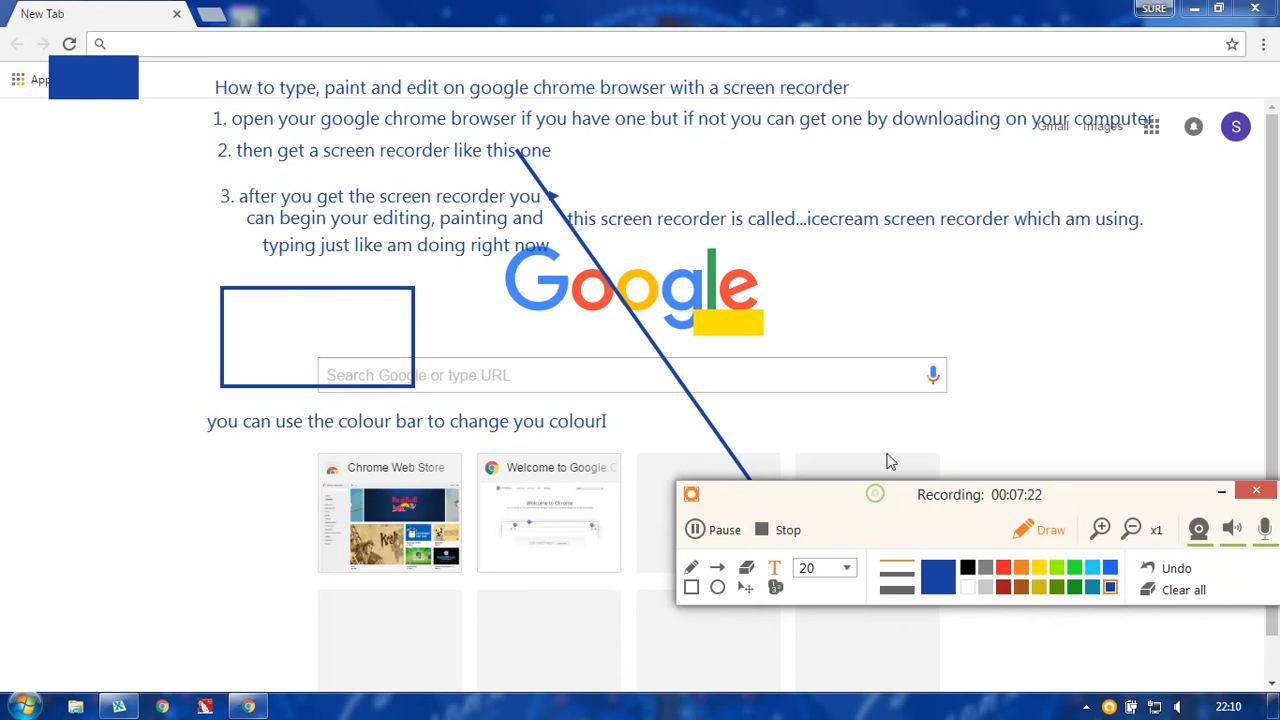 New Tab
SURE
App
How to type, paint and edit on google chrome browser with a screen recorder
1. open your google chrome browser if you have one but if not you can get one by downloading on your computer
Gmail Images
S
2. then get a screen recorder like this one
3. after you get the screen recorder you
can begin your editing, painting and
this screen recorder is called...icecream screen recorder which am using.
typing just like am doing right now
Google
Search Google or type URL
you can use the colour bar to change you colour
Chrome Web Store
Welcome to Google C
Recording: 00:07:22
Pause
Stop
Draw
x1
T
20
Undo
Clear all
22:10